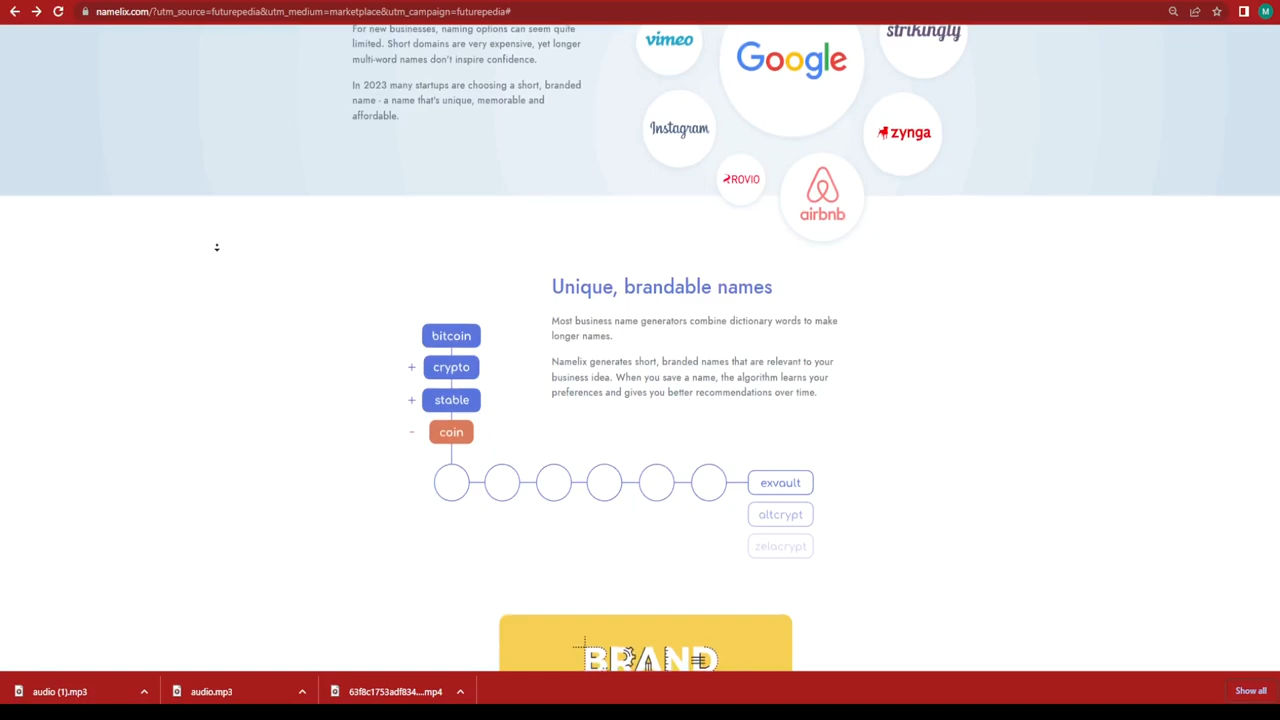 namelix.com/?utm_source=futurepedia&utm_medium=marketplace&utm_campaign=futurepedia#
M
For new businesses, naming options can seem quite
limited. Short domains are very expensive, yet longer
multi-word names don't inspire confidence.
In 2023 many startups are choosing a short, branded
name - a name that's unique, memorable and
affordable.
vimeo
Google
strikingly
Instagram
zynga
ROVIO
airbnb
Unique, brandable names
Most business name generators combine dictionary words to make
longer names.
Namelix generates short, branded names that are relevant to your
business idea. When you save a name, the algorithm learns your
preferences and gives you better recommendations over time.
bitcoin
+ crypto
+ stable
- coin
exvault
altcrypt
zelacrypt
BRAND
audio (1).mp3
audio.mp3
63f8c1753adf834....mp4
Show all